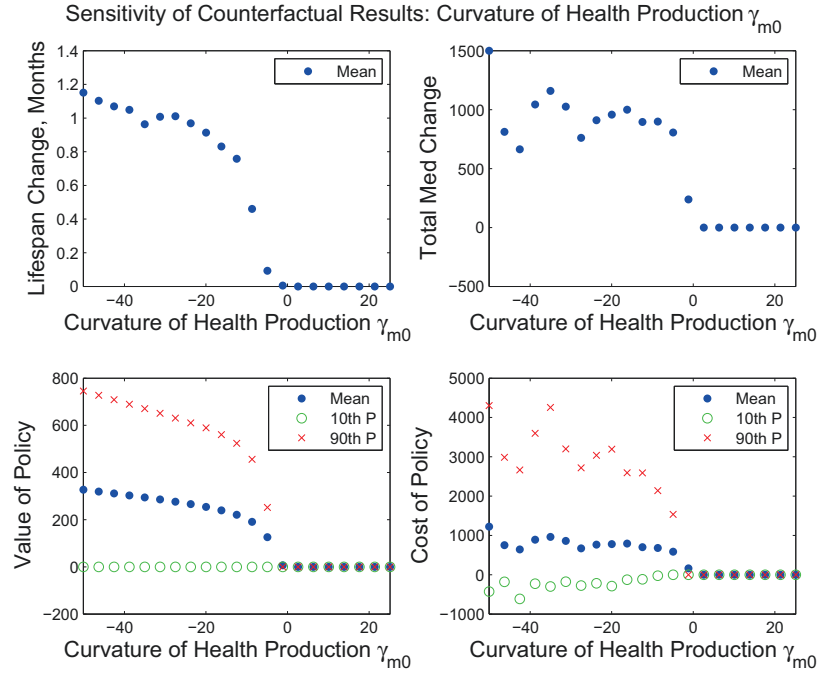 Sensitivity of Counterfactual Results: Curvature of Health Production γm0
Lifespan Change, Months
1.4
1.2
1
0.8
0.6
0.4
0.2
0
−40
−20
0
20
Mean
Curvature of Health Production γm0
Total Med Change
1500
1000
500
0
−500
−40
−20
0
20
Mean
Curvature of Health Production γm0
Value of Policy
800
600
400
200
0
−200
−40
−20
0
20
Mean
10th P
90th P
Curvature of Health Production γm0
Cost of Policy
5000
4000
3000
2000
1000
0
−1000
−40
−20
0
20
Mean
10th P
90th P
Curvature of Health Production γm0